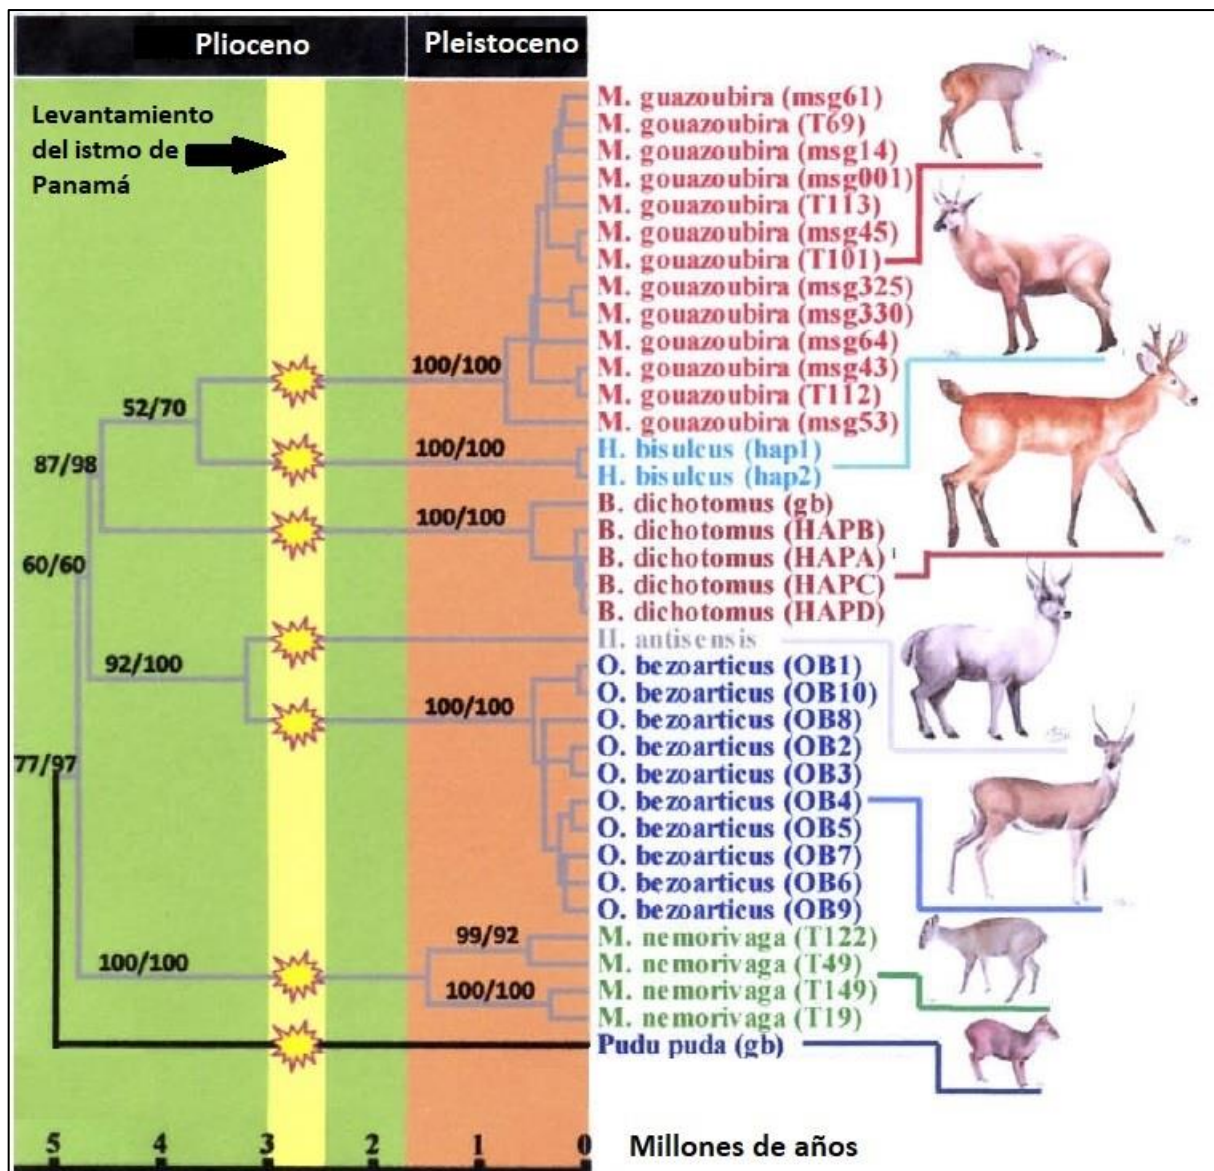 Plioceno
Pleistoceno
Levantamiento
del istmo de
Panamá
M. guazoubira (msg61)
M. gouazoubira (T69)
M. gouazoubira (msg14)
M. gouazoubira (msg001)
M. gouazoubira (T113)
M. gouazoubira (msg45)
M. gouazoubira (T101)
M. gouazoubira (msg325)
M. gouazoubira (msg330)
M. gouazoubira (msg64)
M. gouazoubira (msg43)
M. gouazoubira (T112)
M. gouazoubira (msg53)
H. bisulcus (hap1)
H. bisulcus (hap2)
B. dichotomus (gb)
B. dichotomus (HAPB)
B. dichotomus (HAPA)
B. dichotomus (HAPC)
B. dichotomus (HAPD)
H. antisensis
O. bezoarticus (OB1)
O. bezoarticus (OB10)
O. bezoarticus (OB8)
O. bezoarticus (OB2)
O. bezoarticus (OB3)
O. bezoarticus (OB4)
O. bezoarticus (OB5)
O. bezoarticus (OB7)
O. bezoarticus (OB6)
O. bezoarticus (OB9)
M. nemorivaga (T122)
M. nemorivaga (T49)
M. nemorivaga (T149)
M. nemorivaga (T19)
Pudu puda (gb)
100/100
52/70
87/98
100/100
100/100
60/60
92/100
100/100
77/97
99/92
100/100
100/100
5 4 3 2 1 0
Millones de años